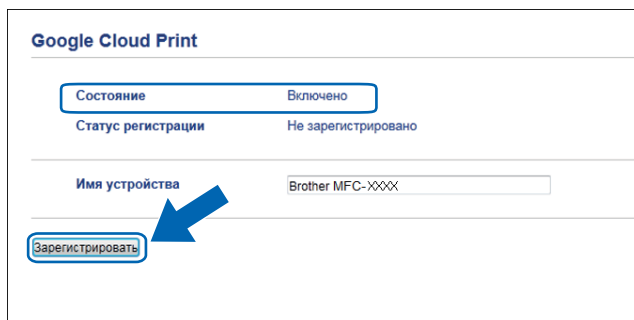 Google Cloud Print
Состояние Включено
Статус регистрации Не зарегистрировано
Имя устройства Brother MFC-XXXX
Зарегистрировать